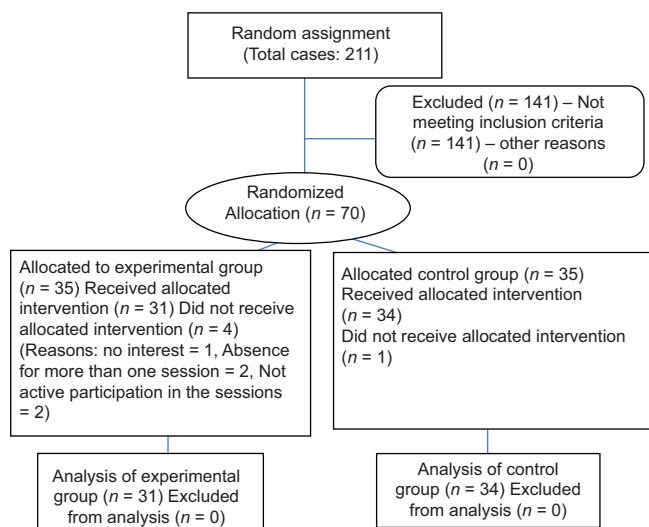 Random assignment
(Total cases: 211)
Excluded (n = 141) – Not
meeting inclusion criteria
(n = 141) – other reasons
(n = 0)
Randomized
Allocation (n = 70)
Allocated to experimental group
(n = 35) Received allocated
intervention (n = 31) Did not receive
allocated intervention (n = 4)
(Reasons: no interest = 1, Absence
for more than one session = 2, Not
active participation in the sessions
= 2)
Allocated control group (n = 35)
Received allocated intervention
(n = 34)
Did not receive allocated intervention
(n = 1)
Analysis of experimental
group (n = 31) Excluded
from analysis (n = 0)
Analysis of control
group (n = 34) Excluded
from analysis (n = 0)